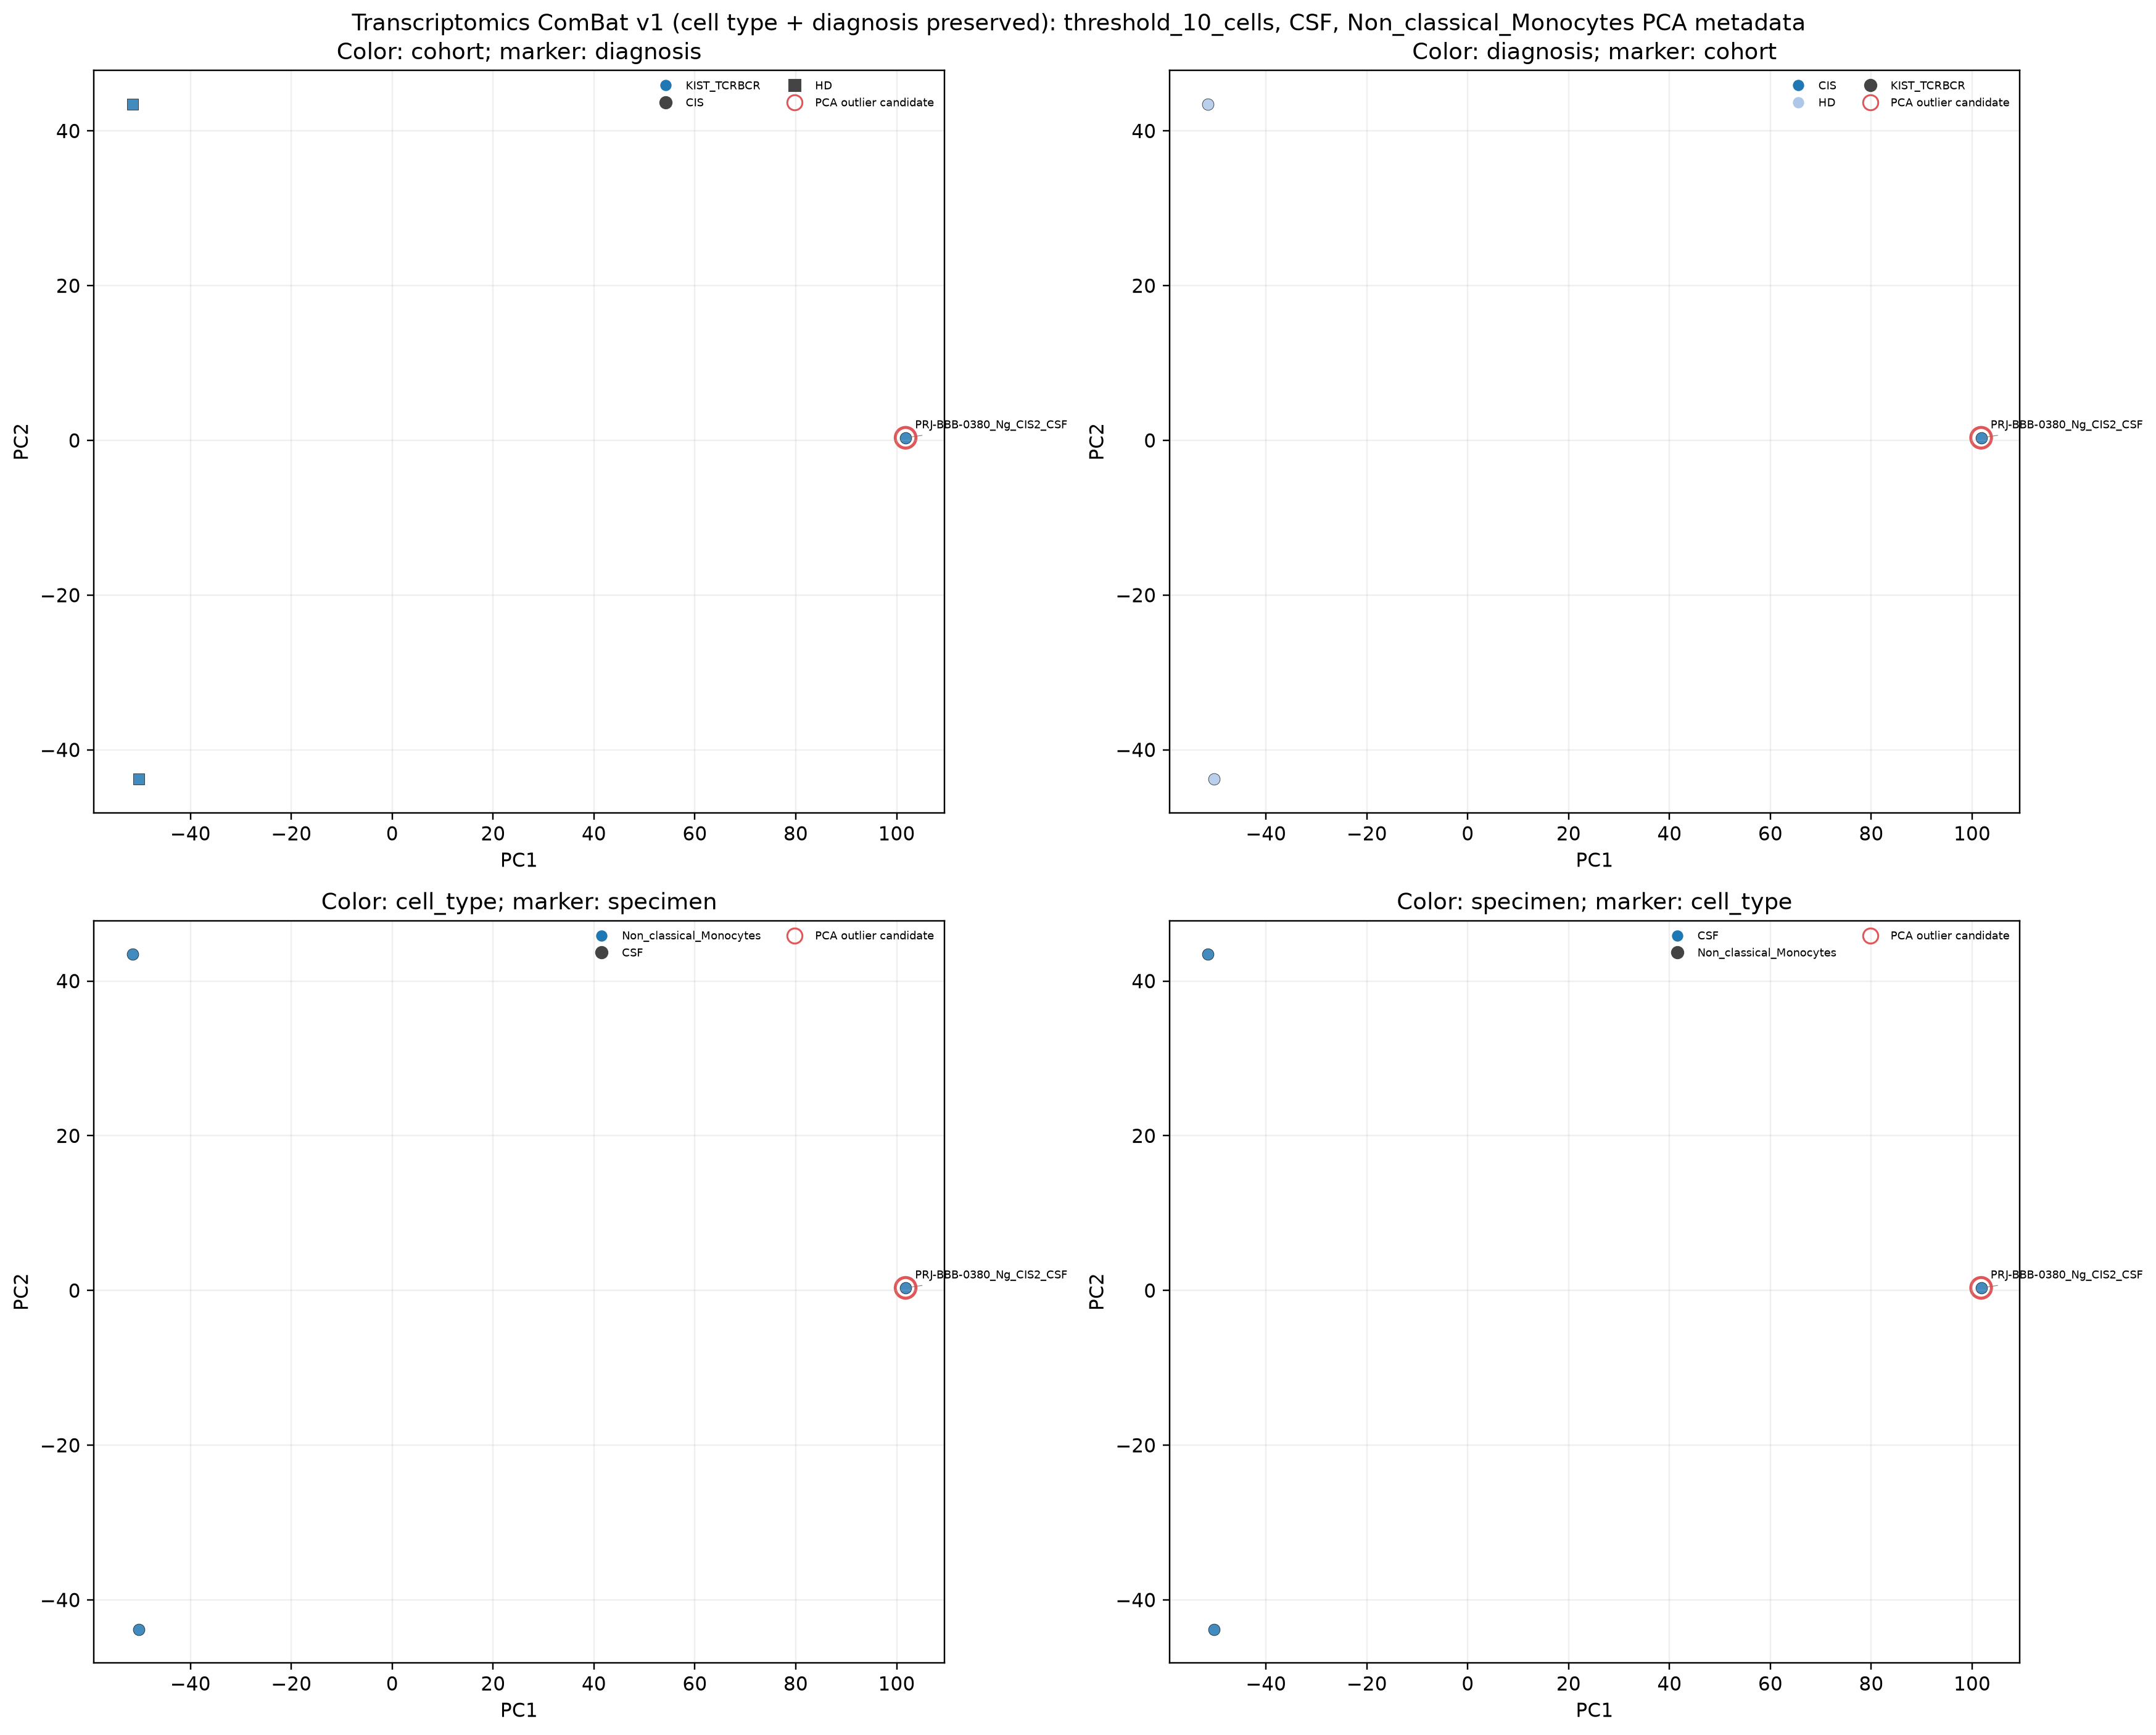 Transcriptomics ComBat v1 (cell type + diagnosis preserved): threshold_10_cells, CSF, Non_classical_Monocytes PCA metadata
Color: cohort; marker: diagnosis
KIST_TCRBCR
CIS
HD
PCA outlier candidate
40
20
0
−20
−40
PC2
PRJ-BBB-0380_Ng_CIS2_CSF
−40 −20 0 20 40 60 80 100
PC1
Color: diagnosis; marker: cohort
CIS
HD
KIST_TCRBCR
PCA outlier candidate
40
20
0
−20
−40
PC2
PRJ-BBB-0380_Ng_CIS2_CSF
−40 −20 0 20 40 60 80 100
PC1
Color: cell_type; marker: specimen
Non_classical_Monocytes
CSF
PCA outlier candidate
40
20
0
−20
−40
PC2
PRJ-BBB-0380_Ng_CIS2_CSF
−40 −20 0 20 40 60 80 100
PC1
Color: specimen; marker: cell_type
CSF
Non_classical_Monocytes
PCA outlier candidate
40
20
0
−20
−40
PC2
PRJ-BBB-0380_Ng_CIS2_CSF
−40 −20 0 20 40 60 80 100
PC1